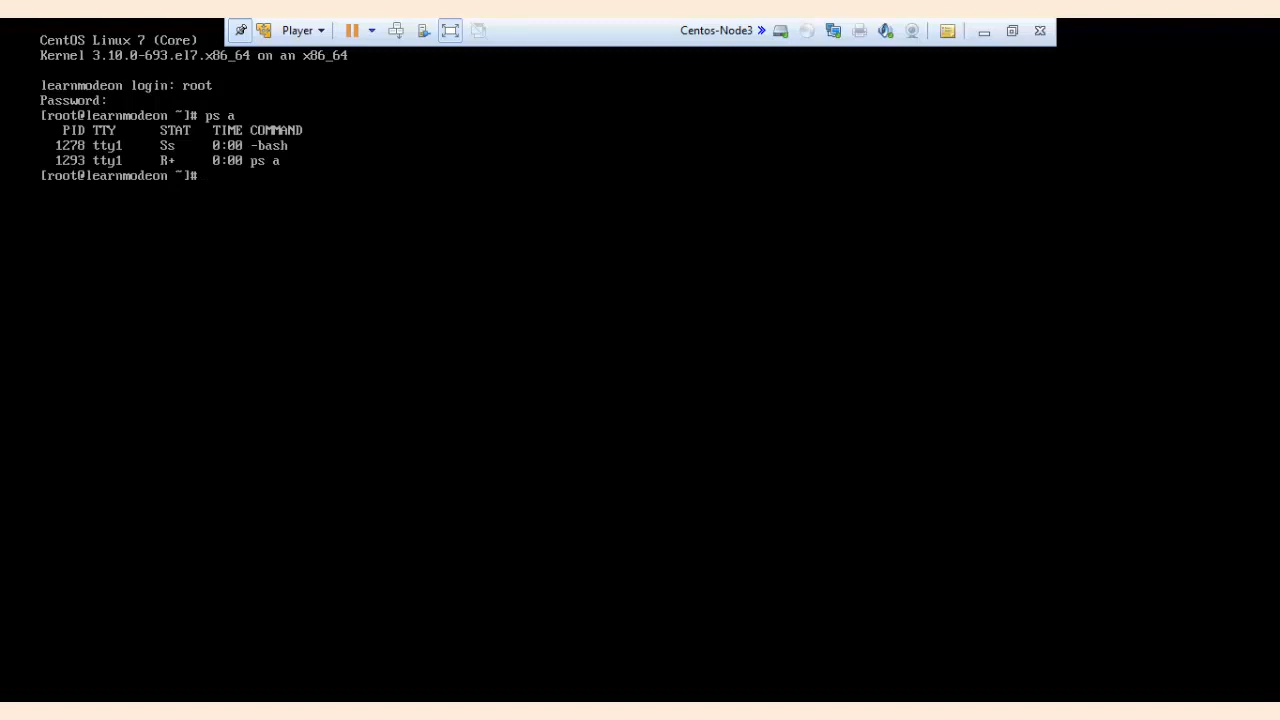 Player
Centos-Node3
CentOS Linux 7 (Core)
Kernel 3.10.0-693.el7.x86_64 on an x86_64
learnmodeon login: root
Password:
[root@learnmodeon ~]# ps a
PID TTY STAT TIME COMMAND
1278 tty1 Ss 0:00 -bash
1293 tty1 R+ 0:00 ps a
[root@learnmodeon ~]#